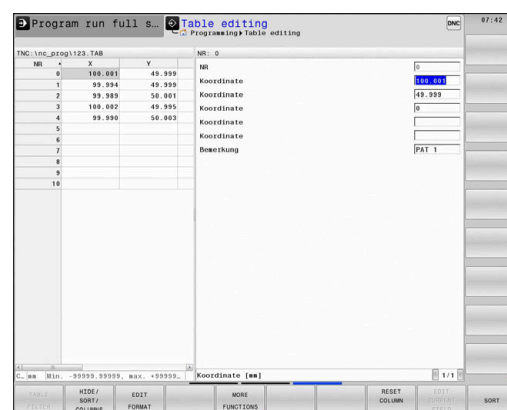 Program run full s... Table editing DNC 07:42
Programming▸Table editing
TNC:\nc_prog\123.TAB NR: 0
NR X Y
0 100.001 49.999
1 99.994 49.999
2 99.989 50.001
3 100.002 49.995
4 99.990 50.003
5
6
7
8
9
10
NR 0
Koordinate 100.001
Koordinate 49.999
Koordinate 0
Koordinate
Koordinate
Bemerkung PAT 1
C… mm Min. -99999.99999, max. +99999… Koordinate [mm] 1/1
TABLE FILTER
HIDE/ SORT/ COLUMNS
EDIT FORMAT
MORE FUNCTIONS
RESET COLUMN
EDIT
SORT